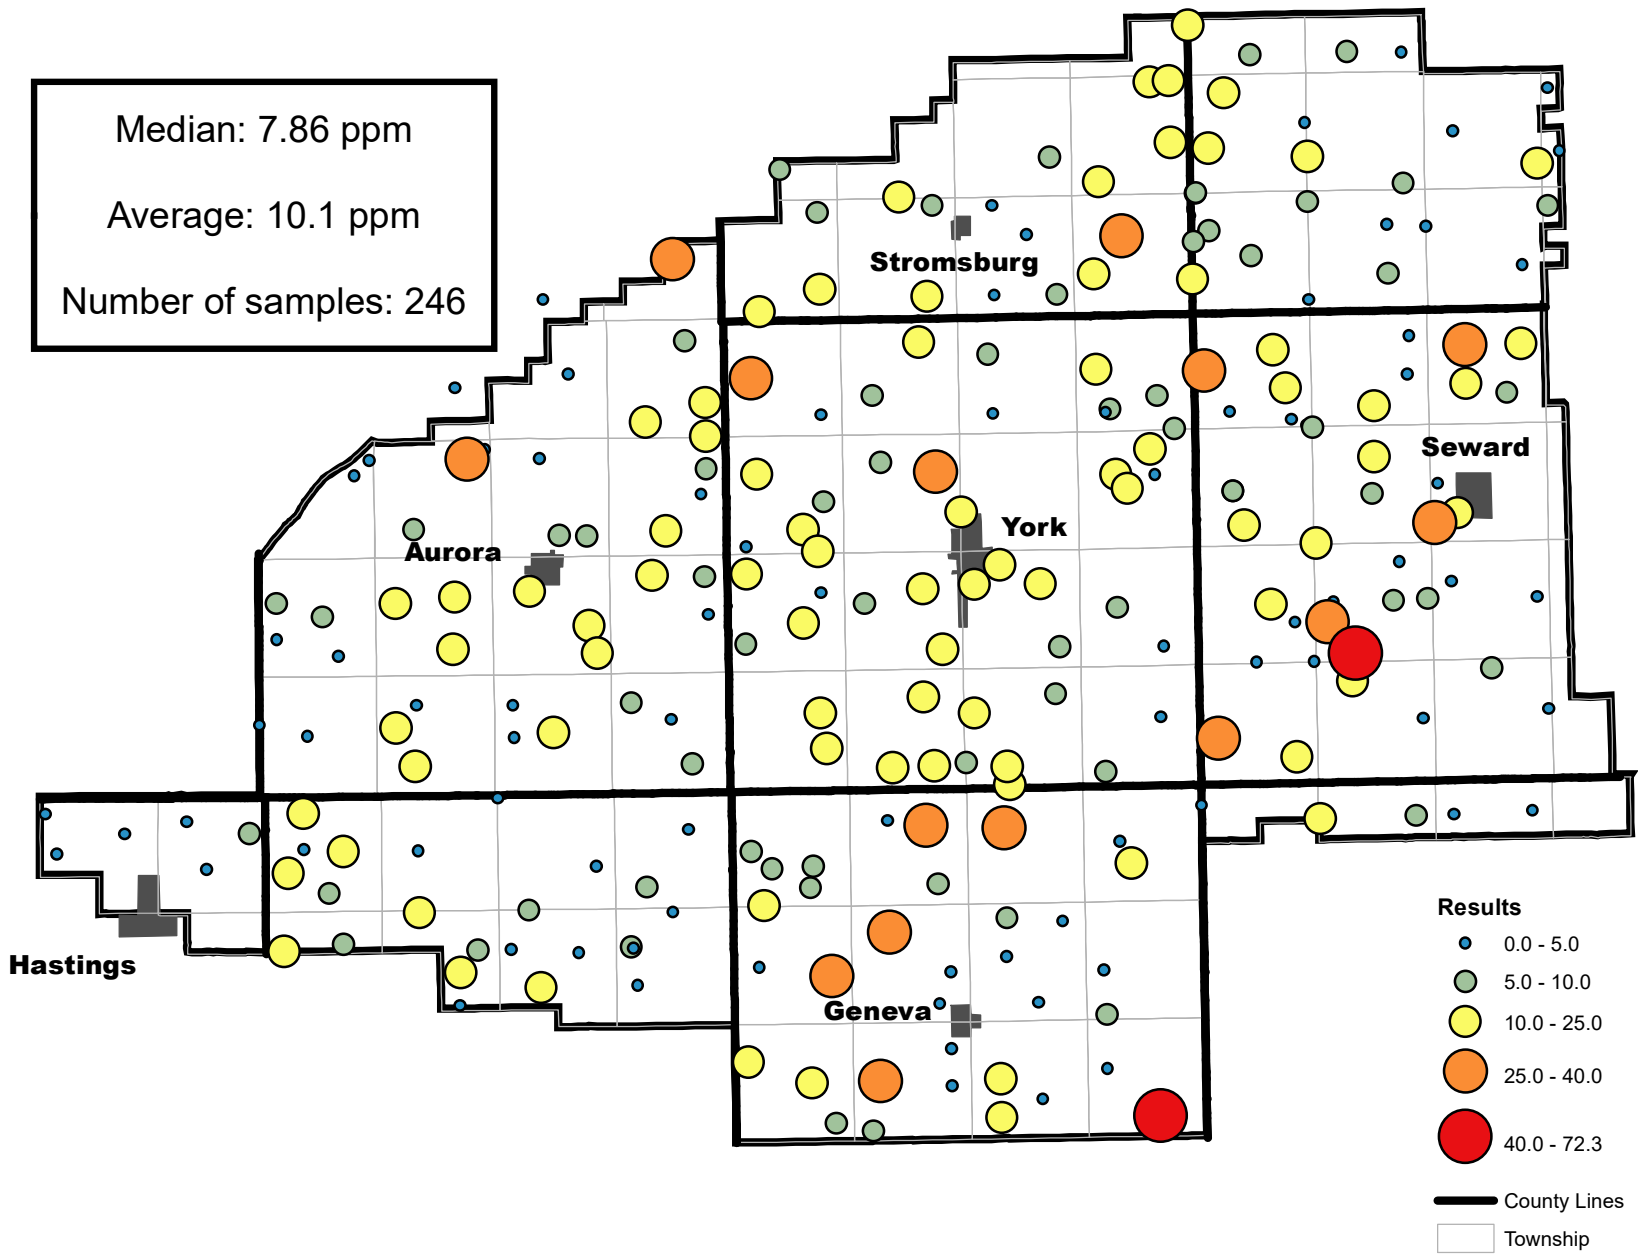 Median: 7.86 ppm
Average: 10.1 ppm
Number of samples: 246
Stromsburg
Seward
York
Aurora
Hastings
Geneva
Results
0.0 - 5.0
5.0 - 10.0
10.0 - 25.0
25.0 - 40.0
40.0 - 72.3
County Lines
Township